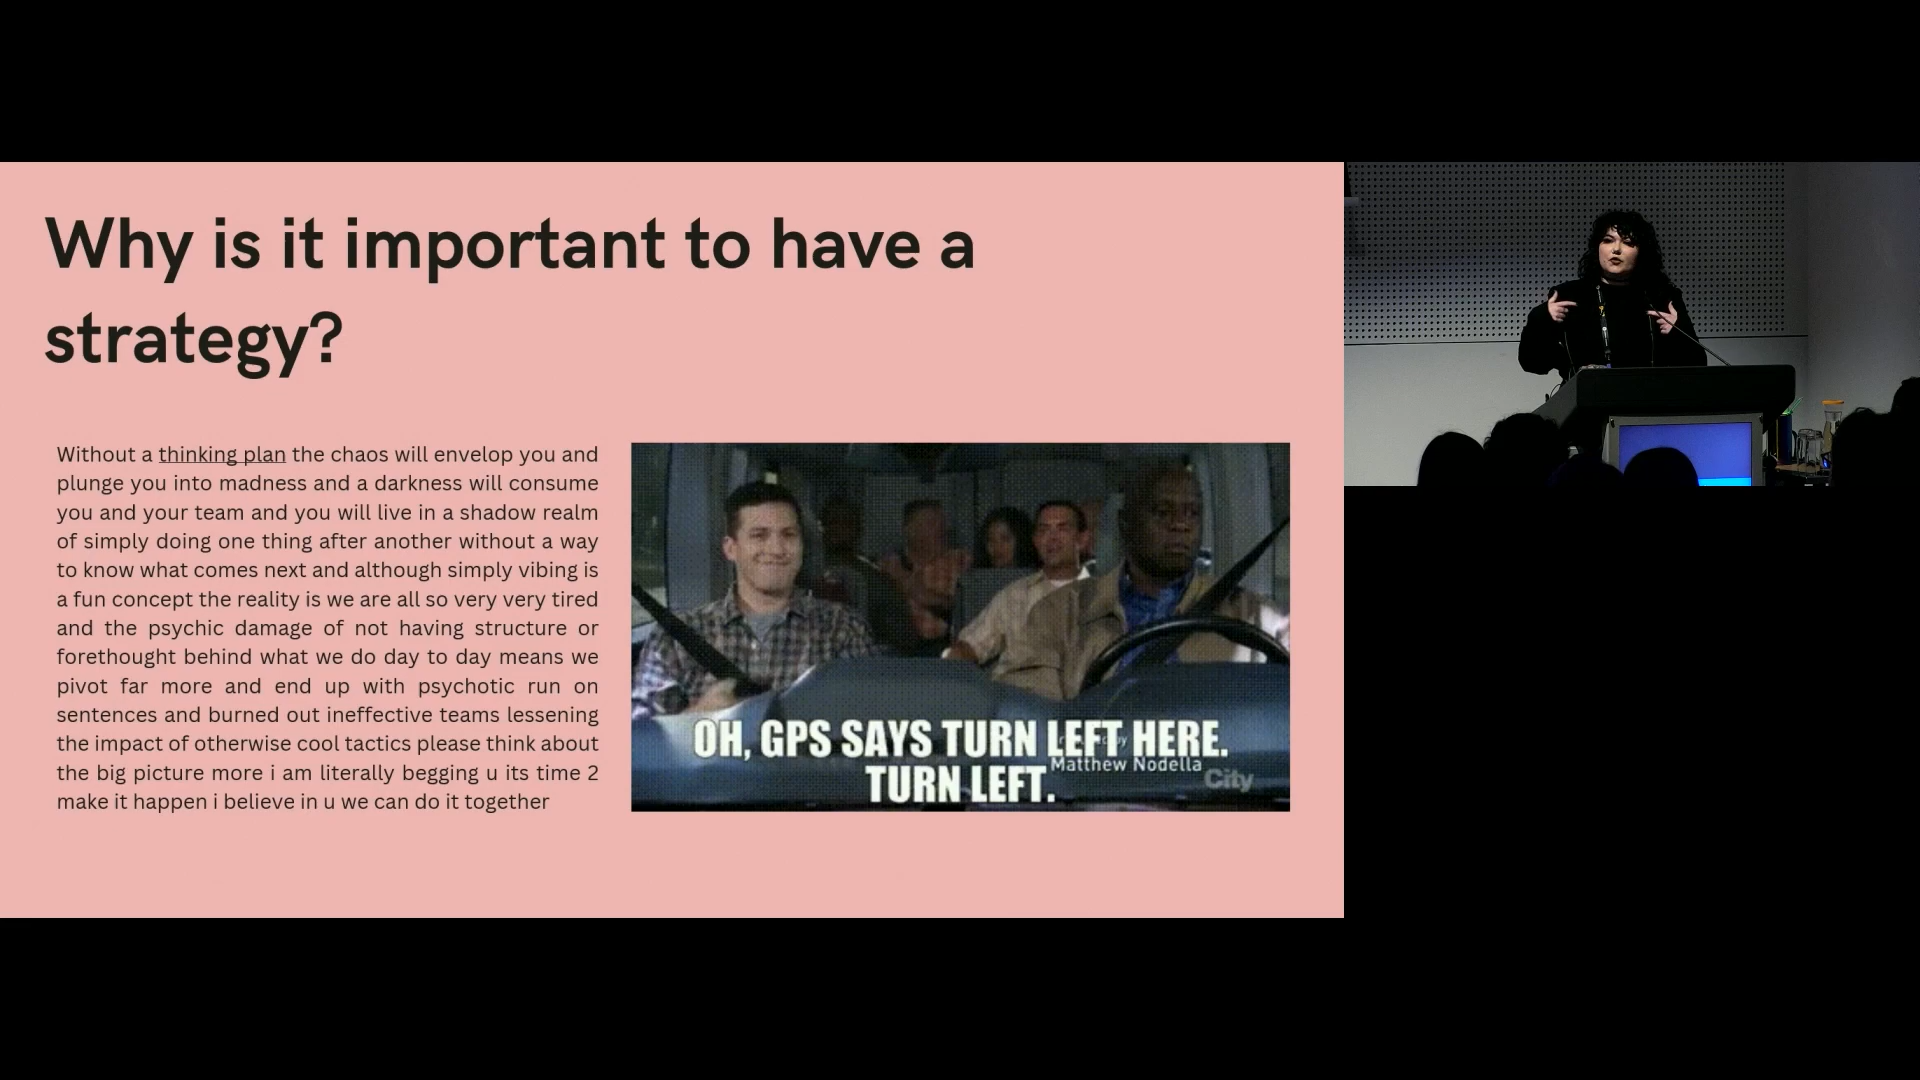 Why is it important to have a
strategy?
Without a thinking plan the chaos will envelop you and
plunge you into madness and a darkness will consume
you and your team and you will live in a shadow realm
of simply doing one thing after another without a way
to know what comes next and although simply vibing is
a fun concept the reality is we are all so very very tired
and the psychic damage of not having structure or
forethought behind what we do day to day means we
pivot far more and end up with psychotic run on
sentences and burned out ineffective teams lessening
the impact of otherwise cool tactics please think about
the big picture more i am literally begging u its time 2
make it happen i believe in u we can do it together
OH, GPS SAYS TURN LEFT HERE.
TURN LEFT.
Matthew Nodella
City